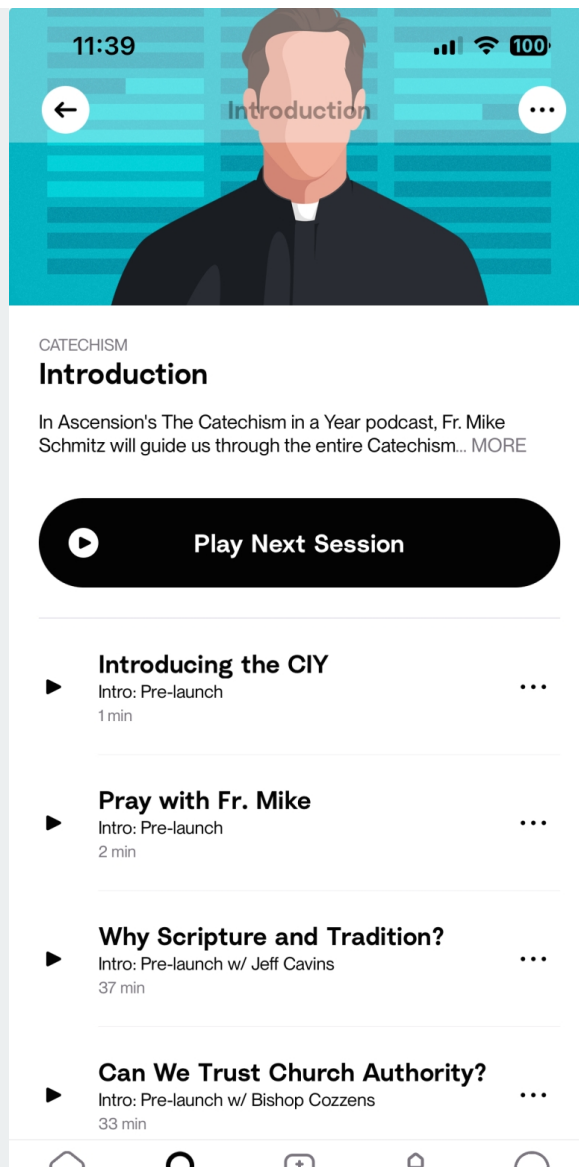 11:39
100
Introduction
CATECHISM
Introduction
In Ascension's The Catechism in a Year podcast, Fr. Mike
Schmitz will guide us through the entire Catechism... MORE
Play Next Session
Introducing the CIY
Intro: Pre-launch
1 min
Pray with Fr. Mike
Intro: Pre-launch
2 min
Why Scripture and Tradition?
Intro: Pre-launch w/ Jeff Cavins
37 min
Can We Trust Church Authority?
Intro: Pre-launch w/ Bishop Cozzens
33 min